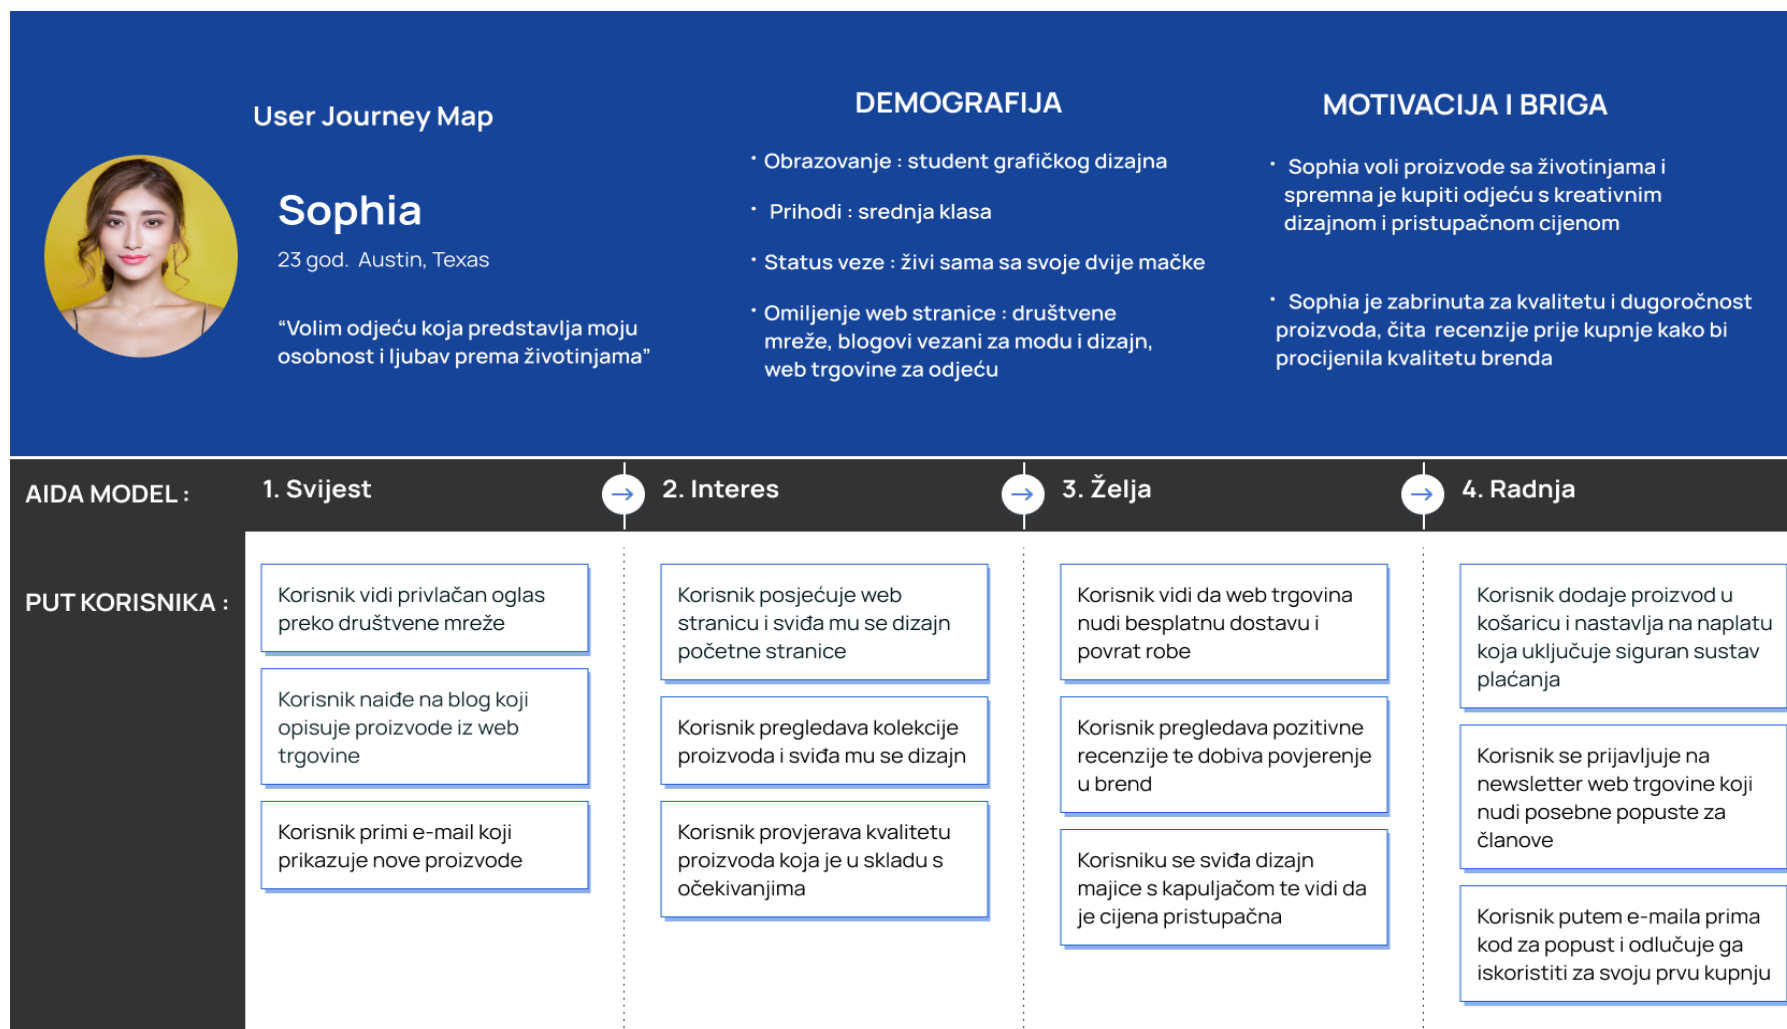 User Journey Map
Sophia
23 god.  Austin, Texas
“Volim odjeću koja predstavlja moju
osobnost i ljubav prema životinjama”
DEMOGRAFIJA
· Obrazovanje : student grafičkog dizajna
· Prihodi : srednja klasa
· Status veze : živi sama sa svoje dvije mačke
· Omiljenje web stranice : društvene
mreže, blogovi vezani za modu i dizajn,
web trgovine za odjeću
MOTIVACIJA I BRIGA
· Sophia voli proizvode sa životinjama i
spremna je kupiti odjeću s kreativnim
dizajnom i pristupačnom cijenom
· Sophia je zabrinuta za kvalitetu i dugoročnost
proizvoda, čita  recenzije prije kupnje kako bi
procijenila kvalitetu brenda
AIDA MODEL :
1. Svijest
→
2. Interes
→
3. Želja
→
4. Radnja
PUT KORISNIKA :
Korisnik vidi privlačan oglas
preko društvene mreže
Korisnik naiđe na blog koji
opisuje proizvode iz web
trgovine
Korisnik primi e-mail koji
prikazuje nove proizvode
Korisnik posjećuje web
stranicu i sviđa mu se dizajn
početne stranice
Korisnik pregledava kolekcije
proizvoda i sviđa mu se dizajn
Korisnik provjerava kvalitetu
proizvoda koja je u skladu s
očekivanjima
Korisnik vidi da web trgovina
nudi besplatnu dostavu i
povrat robe
Korisnik pregledava pozitivne
recenzije te dobiva povjerenje
u brend
Korisniku se sviđa dizajn
majice s kapuljačom te vidi da
je cijena pristupačna
Korisnik dodaje proizvod u
košaricu i nastavlja na naplatu
koja uključuje siguran sustav
plaćanja
Korisnik se prijavljuje na
newsletter web trgovine koji
nudi posebne popuste za
članove
Korisnik putem e-maila prima
kod za popust i odlučuje ga
iskoristiti za svoju prvu kupnju